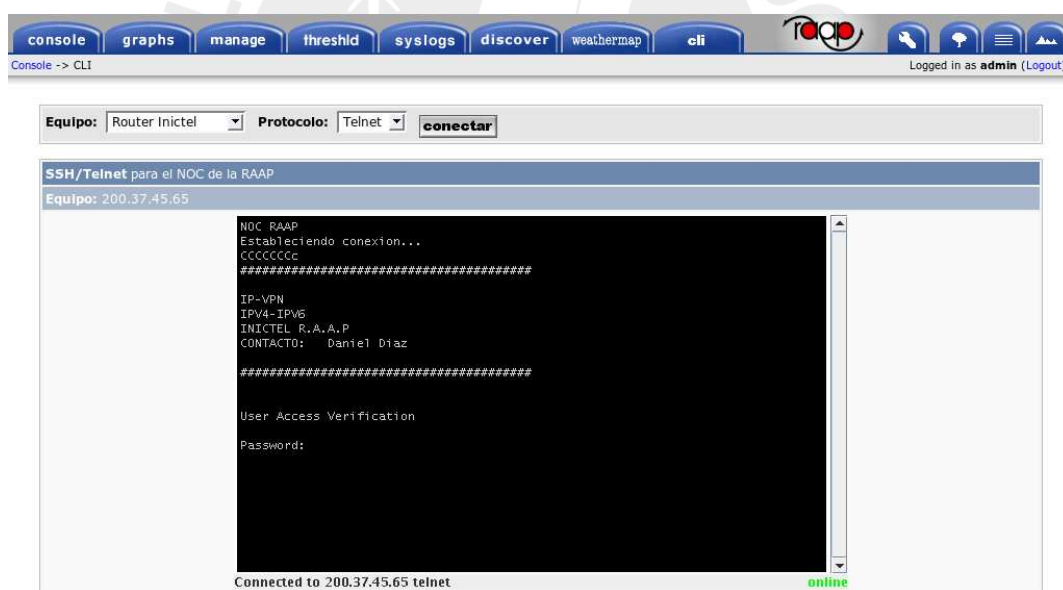 console graphs manage threshld syslogs discover weathermap cli raap
Console -> CLI Logged in as admin (Logout)
Equipo: Router Inictel Protocolo: Telnet conectar
SSH/Telnet para el NOC de la RAAP
Equipo: 200.37.45.65
NOC RAAP
Estableciendo conexion...
CCCCCCCc
########################################
IP-VPN
IPV4-IPV6
INICTEL R.A.A.P
CONTACTO: Daniel Diaz
########################################
User Access Verification
Password:
Connected to 200.37.45.65 telnet online